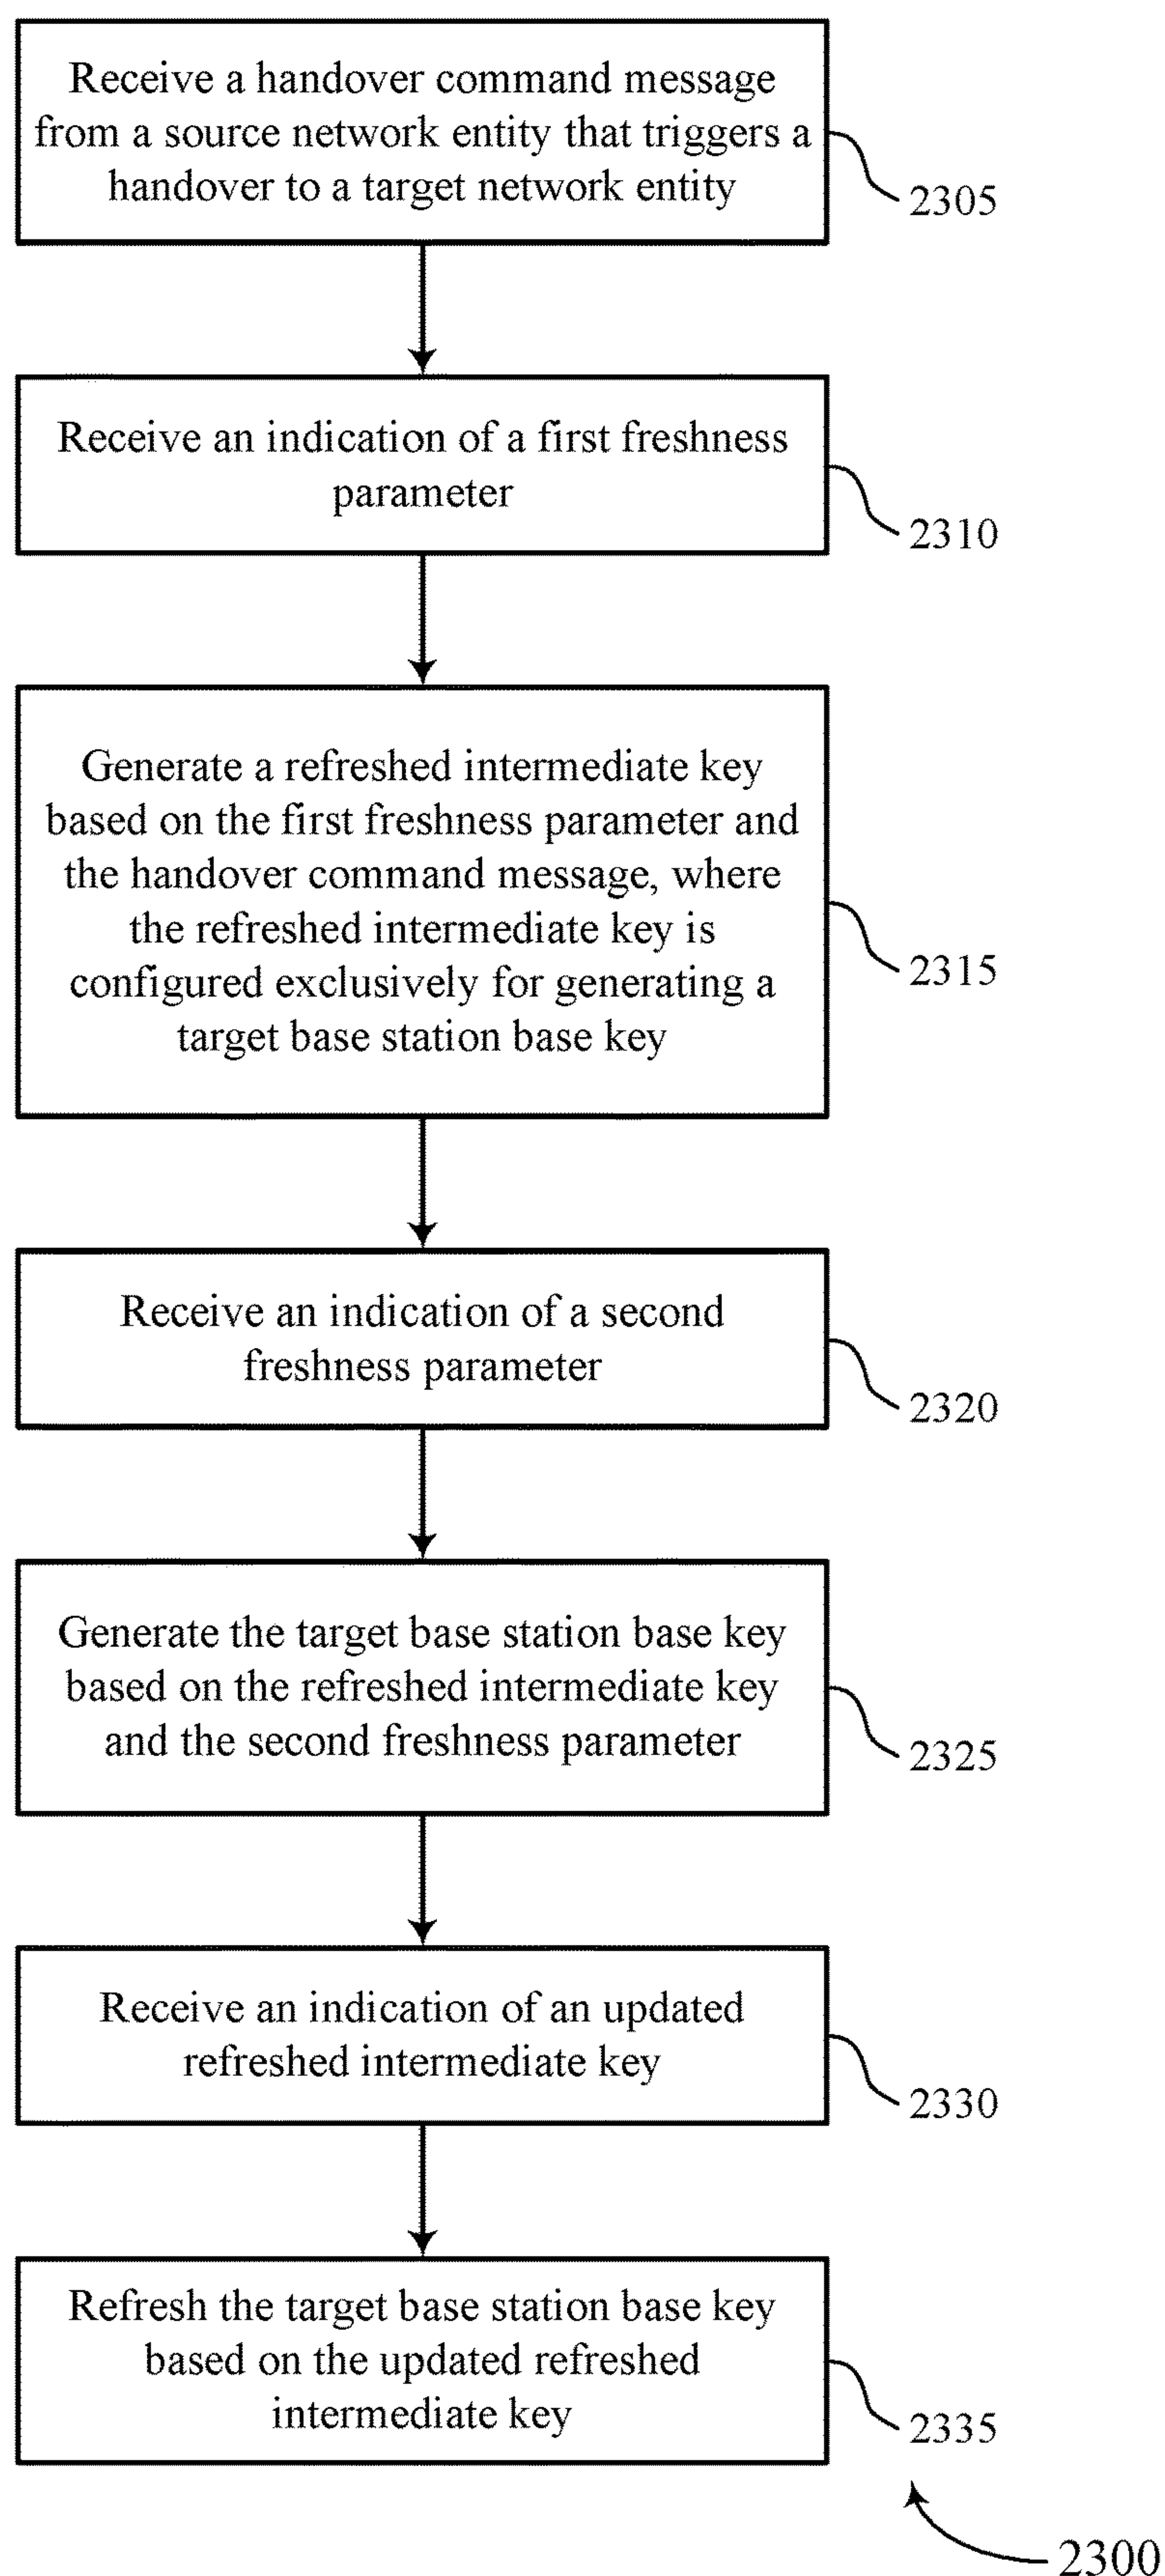 Receive a handover command message
from a source network entity that triggers a
handover to a target network entity
2305
Receive an indication of a first freshness
parameter
2310
Generate a refreshed intermediate key
based on the first freshness parameter and
the handover command message, where
the refreshed intermediate key is
configured exclusively for generating a
target base station base key
2315
Receive an indication of a second
freshness parameter
2320
Generate the target base station base key
based on the refreshed intermediate key
and the second freshness parameter
2325
Receive an indication of an updated
refreshed intermediate key
2330
Refresh the target base station base key
based on the updated refreshed
intermediate key
2335
2300